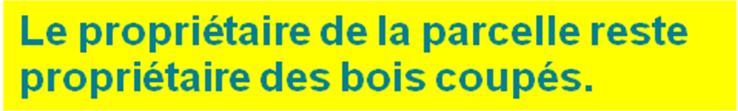 Le propriétaire de la parcelle reste
propriétaire des bois coupés.